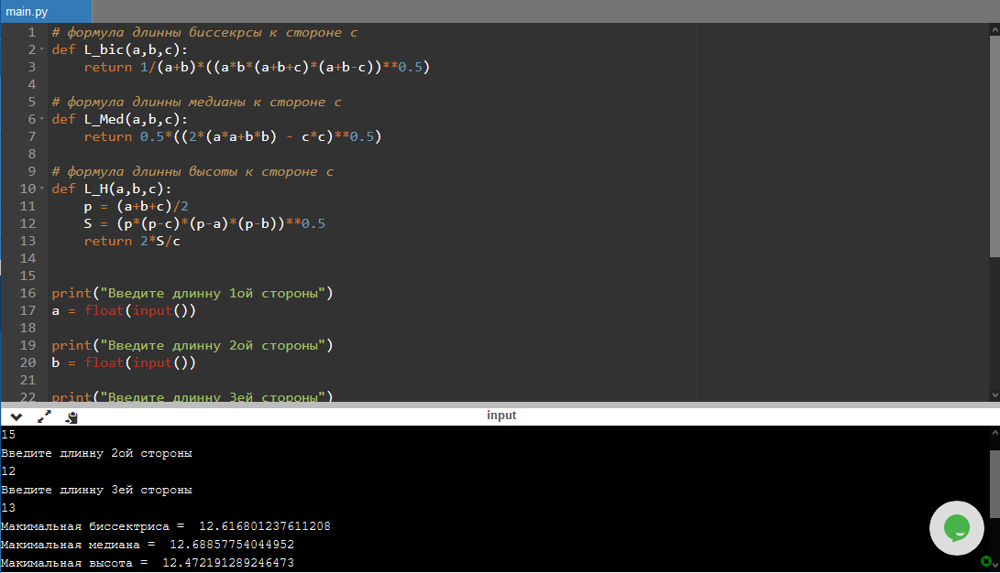 main.py
1 # формула длинны биссекрсы к стороне с
2 def L_bic(a,b,c):
3 return 1/(a+b)*((a*b*(a+b+c)*(a+b-c))**0.5)
4
5 # формула длинны медианы к стороне с
6 def L_Med(a,b,c):
7 return 0.5*((2*(a*a+b*b) - c*c)**0.5)
8
9 # формула длинны высоты к стороне с
10 def L_H(a,b,c):
11 p = (a+b+c)/2
12 S = (p*(p-c)*(p-a)*(p-b))**0.5
13 return 2*S/c
14
15
16 print("Введите длинну 1ой стороны")
17 a = float(input())
18
19 print("Введите длинну 2ой стороны")
20 b = float(input())
21
22 print("Введите длинну 3ей стороны")
input
15
Введите длинну 2ой стороны
12
Введите длинну 3ей стороны
13
Макимальная биссектриса =  12.616801237611208
Макимальная медиана =  12.68857754044952
Макимальная высота =  12.472191289246473